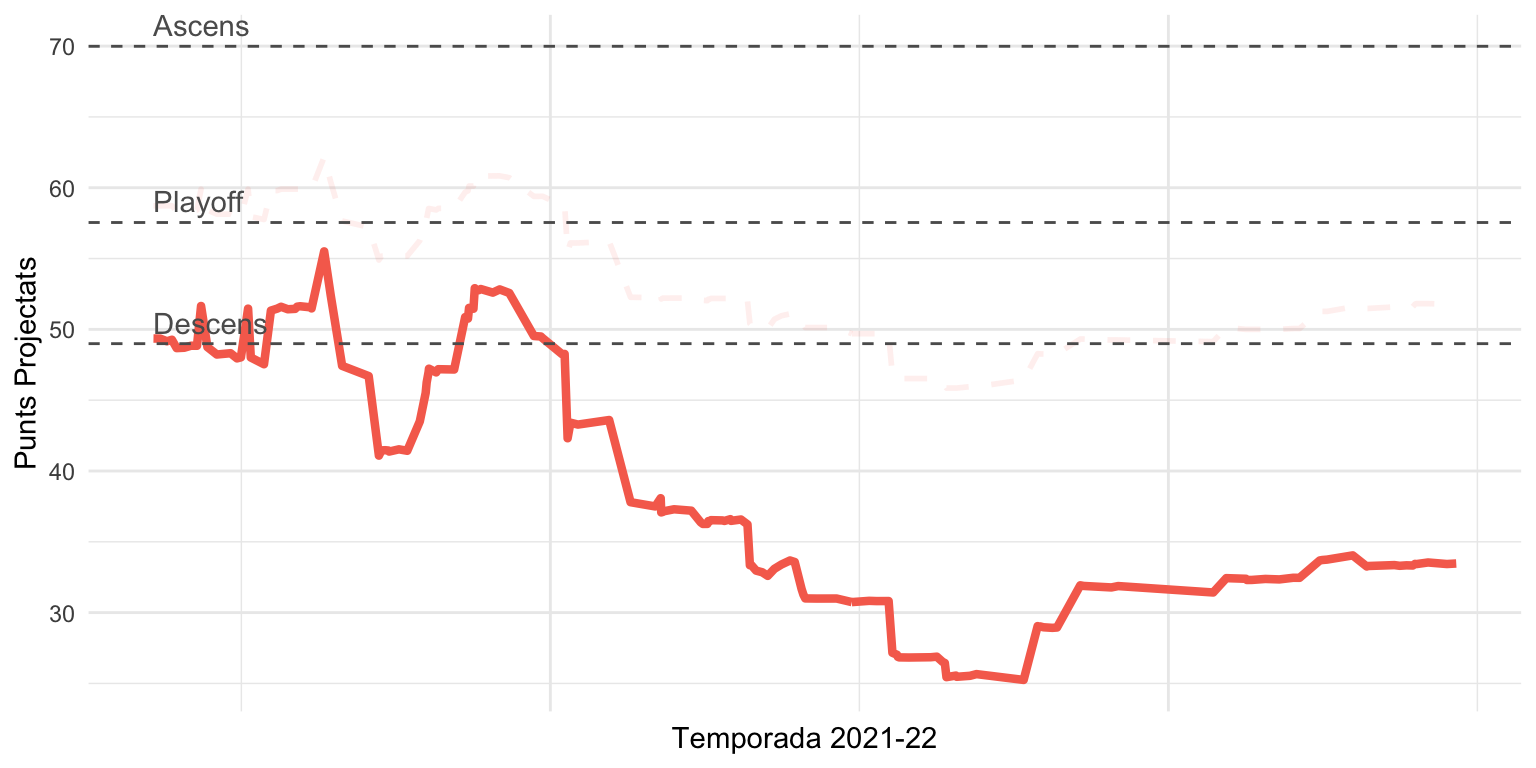 Ascens
70
60
Playoff
50
Descens
40
30
Punts Projectats
Temporada 2021-22